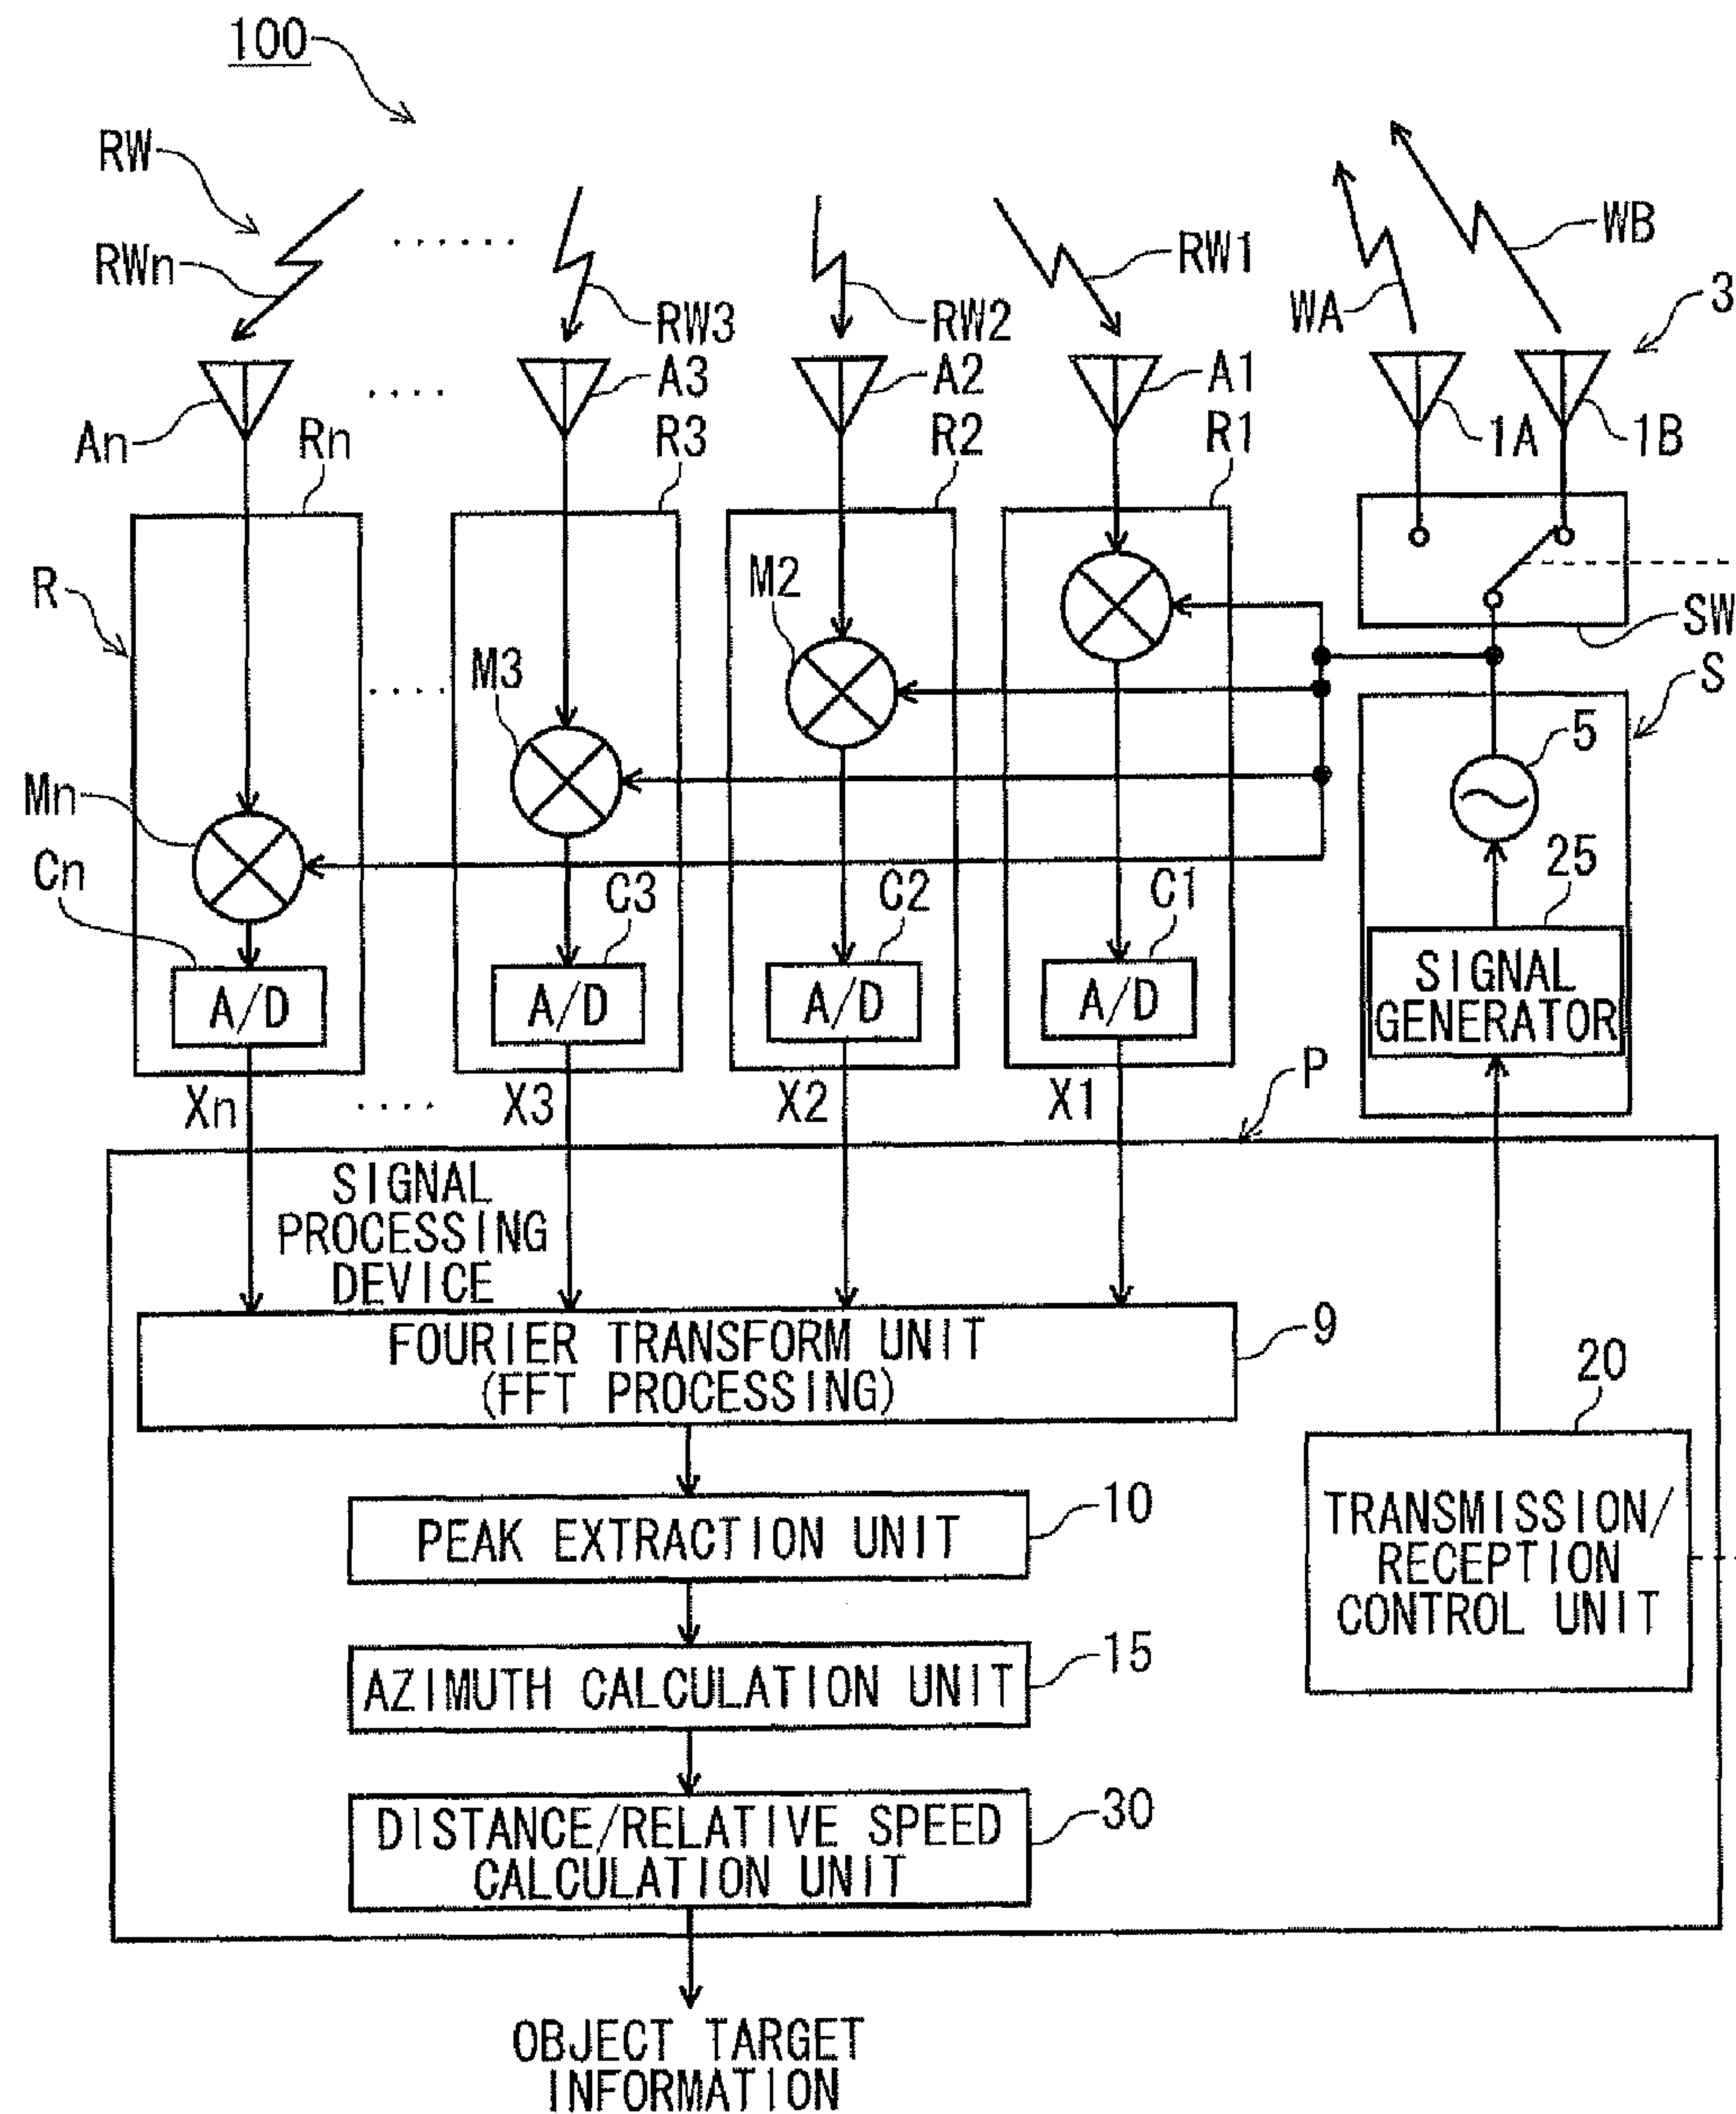 100
RW
RWn
RW3
RW2
RW1
WA
WB
3
An
A3
A2
A1
1A
1B
Rn
R3
R2
R1
R
M3
M2
SW
S
5
Mn
Cn
C3
C2
C1
25
A/D
A/D
A/D
A/D
SIGNAL
GENERATOR
Xn
X3
X2
X1
P
SIGNAL
PROCESSING
DEVICE
FOURIER TRANSFORM UNIT
(FFT PROCESSING)
9
20
PEAK EXTRACTION UNIT
10
TRANSMISSION/
RECEPTION
CONTROL UNIT
AZIMUTH CALCULATION UNIT
15
DISTANCE/RELATIVE SPEED
CALCULATION UNIT
30
OBJECT TARGET
INFORMATION